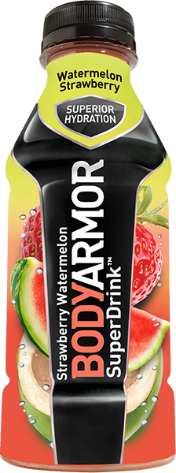 Watermelon
Strawberry
SUPERIOR
HYDRATION
Strawberry Watermelon
BODYARMOR
SuperDrink™